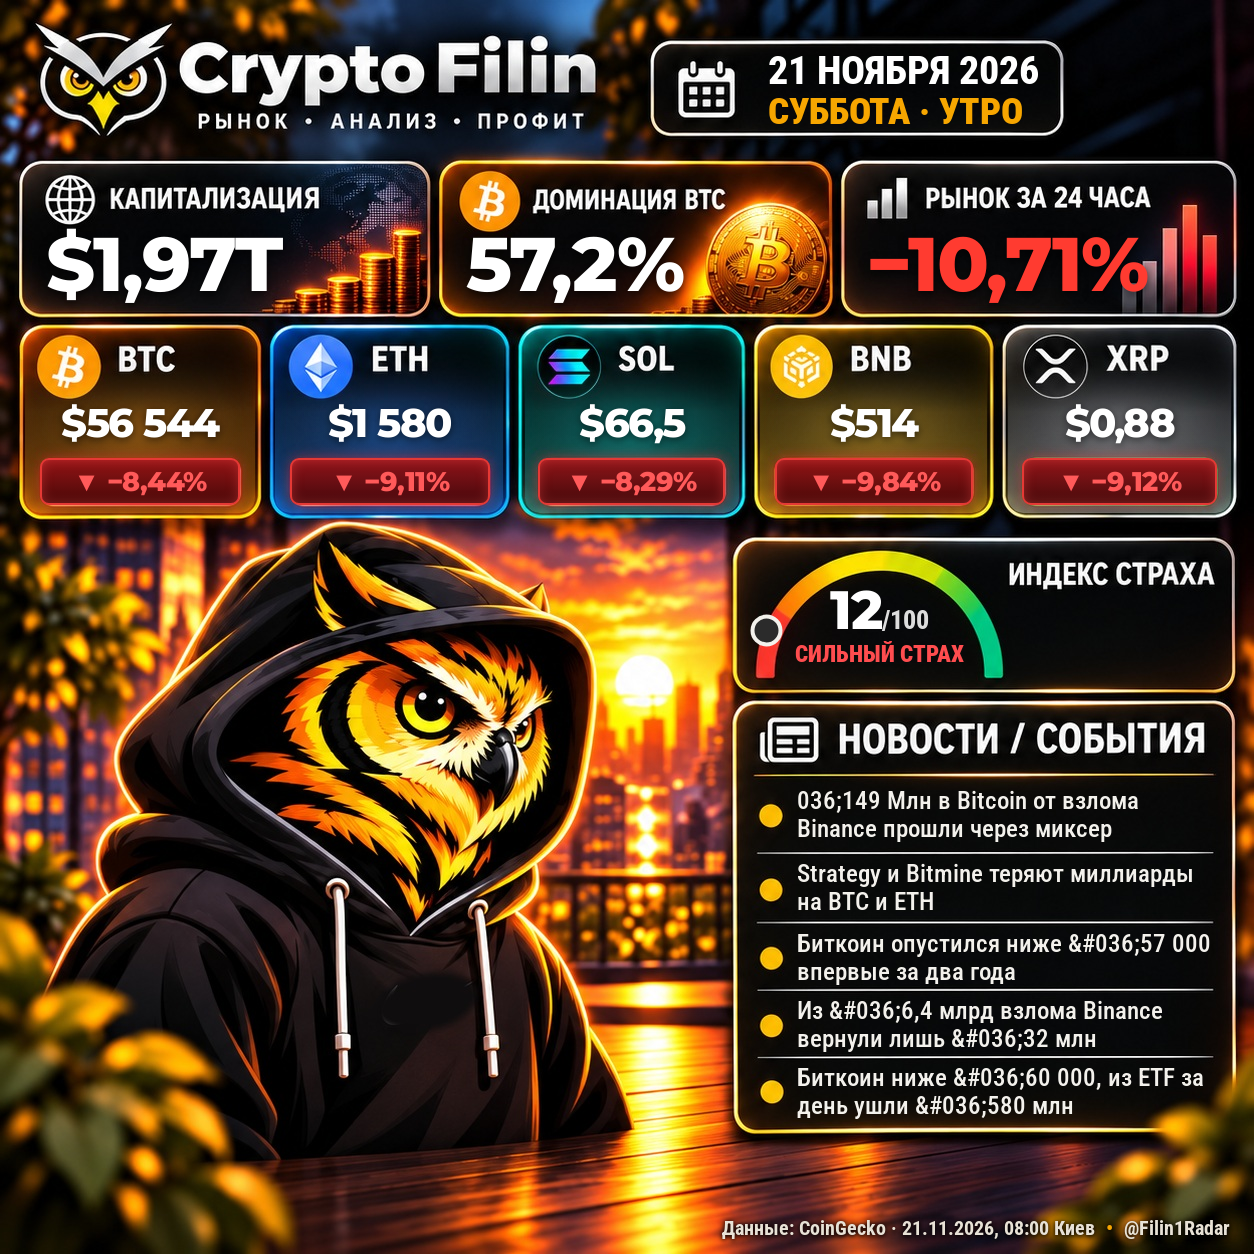 Crypto Filin
РЫНОК • АНАЛИЗ • ПРОФИТ
21 НОЯБРЯ 2026
СУББОТА · УТРО
КАПИТАЛИЗАЦИЯ
$1,97T
ДОМИНАЦИЯ BTC
57,2%
РЫНОК ЗА 24 ЧАСА
−10,71%
BTC
$56 544
▼ −8,44%
ETH
$1 580
▼ −9,11%
SOL
$66,5
▼ −8,29%
BNB
$514
▼ −9,84%
XRP
$0,88
▼ −9,12%
ИНДЕКС СТРАХА
12/100
СИЛЬНЫЙ СТРАХ
НОВОСТИ / СОБЫТИЯ
036;149 Млн в Bitcoin от взлома
Binance прошли через миксер
Strategy и Bitmine теряют миллиарды
на BTC и ETH
Биткоин опустился ниже &#036;57 000
впервые за два года
Из &#036;6,4 млрд взлома Binance
вернули лишь &#036;32 млн
Биткоин ниже &#036;60 000, из ETF за
день ушли &#036;580 млн
Данные: CoinGecko · 21.11.2026, 08:00 Киев • @Filin1Radar